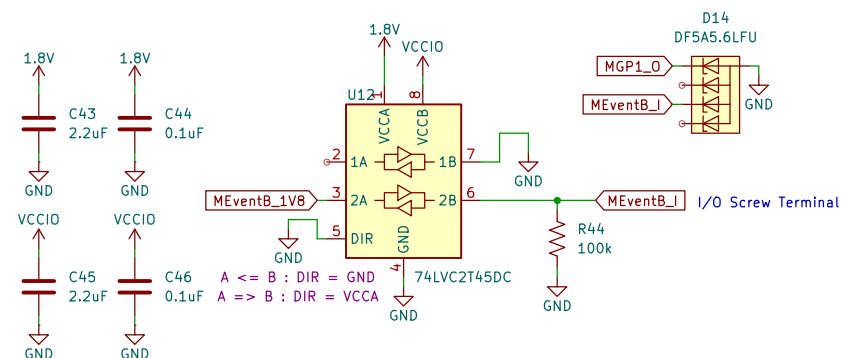 D14
DF5A5.6LFU
MGP1_O
MEventB_I
GND
1.8V
VCCIO
U12
1
8
VCCA
VCCB
2
1A
1B
7
GND
MEventB_1V8
3
2A
2B
6
MEventB_I
I/O Screw Terminal
GND
5
DIR
GND
4
74LVC2T45DC
GND
R44
100k
GND
A <= B : DIR = GND
A => B : DIR = VCCA
1.8V
C43
2.2uF
GND
1.8V
C44
0.1uF
GND
VCCIO
C45
2.2uF
GND
VCCIO
C46
0.1uF
GND